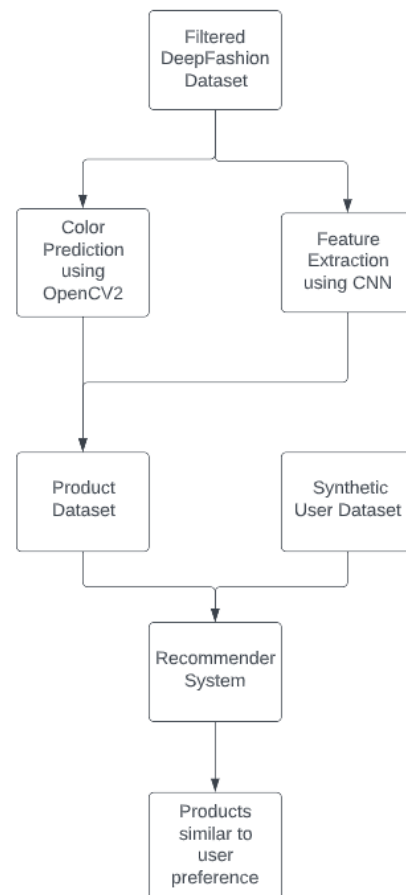 Filtered
DeepFashion
Dataset
Color
Prediction
using
OpenCV2
Feature
Extraction
using CNN
Product
Dataset
Synthetic
User Dataset
Recommender
System
Products
similar to
user
preference